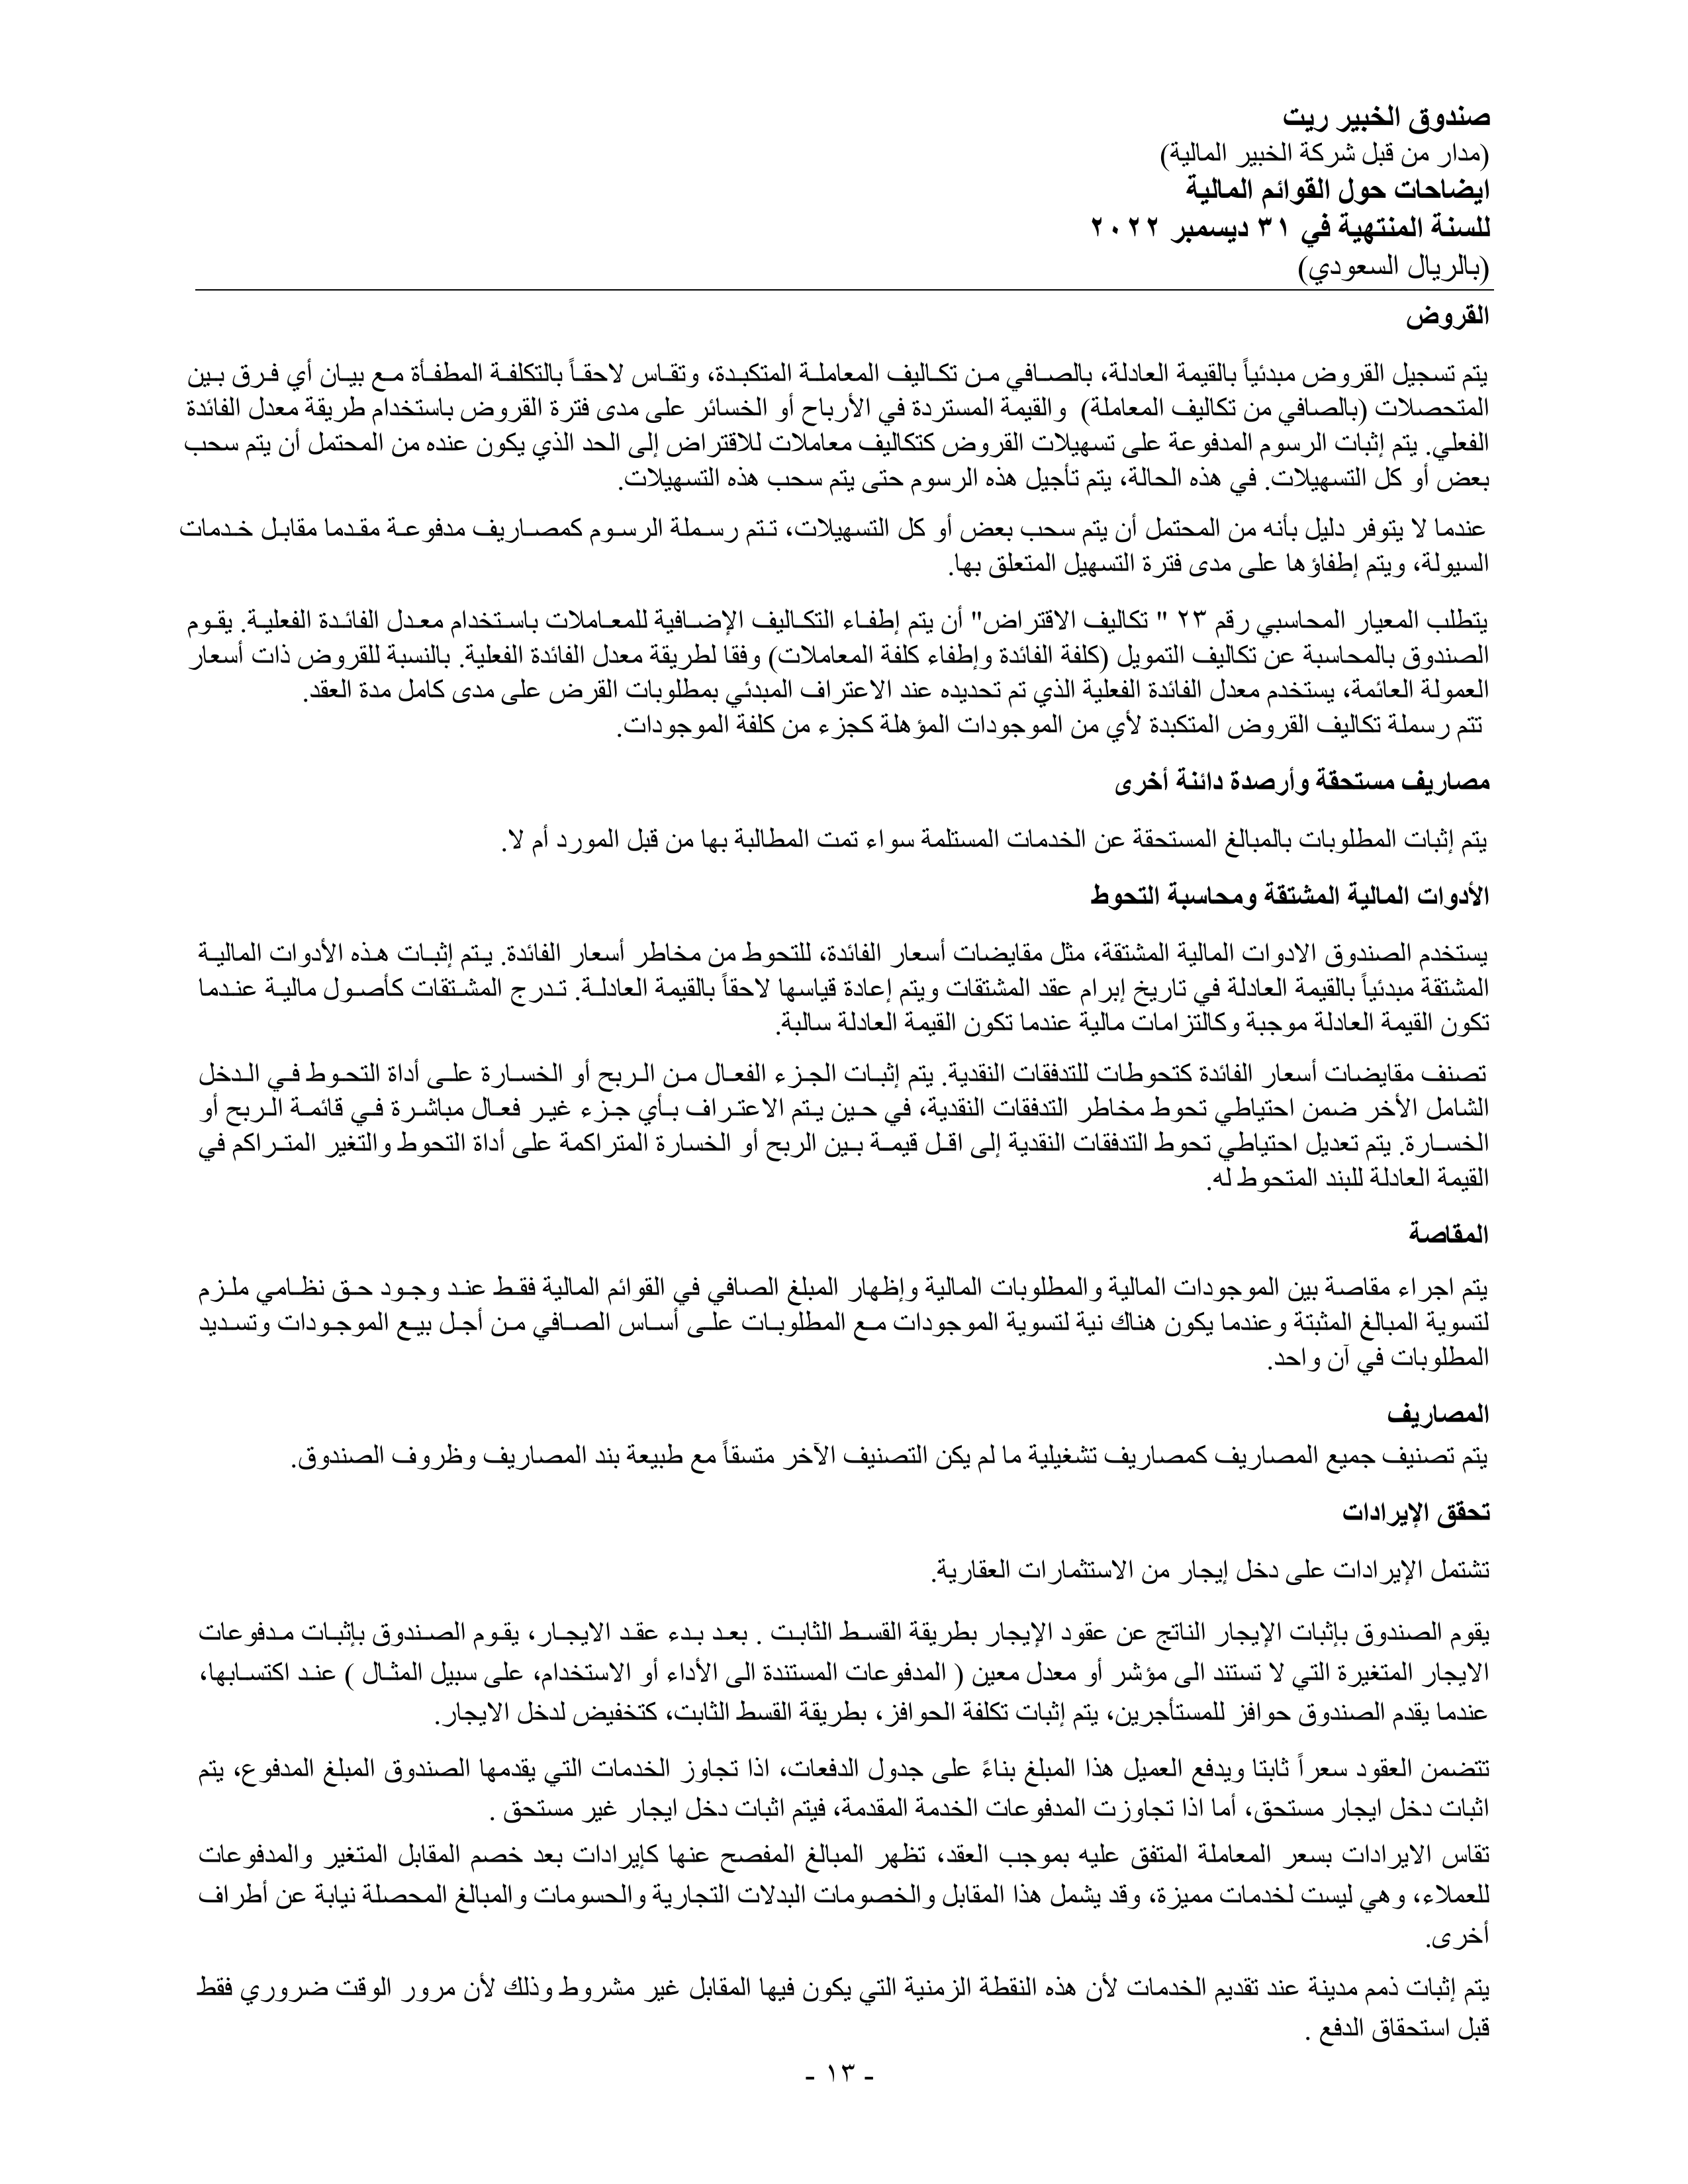 صندوق الخبير ريت
(مدار من قبل شركة الخبير المالية)
ايضاحات حول القوائم المالية
للسنة المنتهية في ٣١ ديسمبر ٢٠٢٢
(بالريال السعودي)
القروض
يتم تسجيل القروض مبدئياً بالقيمة العادلة، بالصافي من تكاليف المعاملة المتكبدة، وتقاس لاحقاً بالتكلفة المطفأة مع بيان أي فرق بين
المتحصلات (بالصافي من تكاليف المعاملة) والقيمة المستردة في الأرباح أو الخسائر على مدى فترة القروض باستخدام طريقة معدل الفائدة
الفعلي. يتم إثبات الرسوم المدفوعة على تسهيلات القروض كتكاليف معاملات للاقتراض إلى الحد الذي يكون عنده من المحتمل أن يتم سحب
بعض أو كل التسهيلات. في هذه الحالة، يتم تأجيل هذه الرسوم حتى يتم سحب هذه التسهيلات.
عندما لا يتوفر دليل بأنه من المحتمل أن يتم سحب بعض أو كل التسهيلات، تتم رسملة الرسوم كمصاريف مدفوعة مقدما مقابل خدمات
السيولة، ويتم إطفاؤها على مدى فترة التسهيل المتعلق بها.
يتطلب المعيار المحاسبي رقم ٢٣ " تكاليف الاقتراض" أن يتم إطفاء التكاليف الإضافية للمعاملات باستخدام معدل الفائدة الفعلية. يقوم
الصندوق بالمحاسبة عن تكاليف التمويل (كلفة الفائدة وإطفاء كلفة المعاملات) وفقا لطريقة معدل الفائدة الفعلية. بالنسبة للقروض ذات أسعار
العمولة العائمة، يستخدم معدل الفائدة الفعلية الذي تم تحديده عند الاعتراف المبدئي بمطلوبات القرض على مدى كامل مدة العقد.
تتم رسملة تكاليف القروض المتكبدة لأي من الموجودات المؤهلة كجزء من كلفة الموجودات.
مصاريف مستحقة وأرصدة دائنة أخرى
يتم إثبات المطلوبات بالمبالغ المستحقة عن الخدمات المستلمة سواء تمت المطالبة بها من قبل المورد أم لا.
الأدوات المالية المشتقة ومحاسبة التحوط
يستخدم الصندوق الادوات المالية المشتقة، مثل مقايضات أسعار الفائدة، للتحوط من مخاطر أسعار الفائدة. يتم إثبات هذه الأدوات المالية
المشتقة مبدئياً بالقيمة العادلة في تاريخ إبرام عقد المشتقات ويتم إعادة قياسها لاحقاً بالقيمة العادلة. تدرج المشتقات كأصول مالية عندما
تكون القيمة العادلة موجبة وكالتزامات مالية عندما تكون القيمة العادلة سالبة.
تصنف مقايضات أسعار الفائدة كتحوطات للتدفقات النقدية. يتم إثبات الجزء الفعال من الربح أو الخسارة على أداة التحوط في الدخل
الشامل الأخر ضمن احتياطي تحوط مخاطر التدفقات النقدية، في حين يتم الاعتراف بأي جزء غير فعال مباشرة في قائمة الربح أو
الخسارة. يتم تعديل احتياطي تحوط التدفقات النقدية إلى اقل قيمة بين الربح أو الخسارة المتراكمة على أداة التحوط والتغير المتراكم في
القيمة العادلة للبند المتحوط له.
المقاصة
يتم اجراء مقاصة بين الموجودات المالية والمطلوبات المالية وإظهار المبلغ الصافي في القوائم المالية فقط عند وجود حق نظامي ملزم
لتسوية المبالغ المثبتة وعندما يكون هناك نية لتسوية الموجودات مع المطلوبات على أساس الصافي من أجل بيع الموجودات وتسديد
المطلوبات في آن واحد.
المصاريف
يتم تصنيف جميع المصاريف كمصاريف تشغيلية ما لم يكن التصنيف الآخر متسقاً مع طبيعة بند المصاريف وظروف الصندوق.
تحقق الإيرادات
تشتمل الإيرادات على دخل إيجار من الاستثمارات العقارية.
يقوم الصندوق بإثبات الإيجار الناتج عن عقود الإيجار بطريقة القسط الثابت . بعد بدء عقد الايجار، يقوم الصندوق بإثبات مدفوعات
الايجار المتغيرة التي لا تستند الى مؤشر أو معدل معين ( المدفوعات المستندة الى الأداء أو الاستخدام، على سبيل المثال ) عند اكتسابها،
عندما يقدم الصندوق حوافز للمستأجرين، يتم إثبات تكلفة الحوافز، بطريقة القسط الثابت، كتخفيض لدخل الايجار.
تتضمن العقود سعراً ثابتا ويدفع العميل هذا المبلغ بناءً على جدول الدفعات، اذا تجاوز الخدمات التي يقدمها الصندوق المبلغ المدفوع، يتم
اثبات دخل ايجار مستحق، أما اذا تجاوزت المدفوعات الخدمة المقدمة، فيتم اثبات دخل ايجار غير مستحق .
تقاس الايرادات بسعر المعاملة المتفق عليه بموجب العقد، تظهر المبالغ المفصح عنها كإيرادات بعد خصم المقابل المتغير والمدفوعات
للعملاء، وهي ليست لخدمات مميزة، وقد يشمل هذا المقابل والخصومات البدلات التجارية والحسومات والمبالغ المحصلة نيابة عن أطراف
أخرى.
يتم إثبات ذمم مدينة عند تقديم الخدمات لأن هذه النقطة الزمنية التي يكون فيها المقابل غير مشروط وذلك لأن مرور الوقت ضروري فقط
قبل استحقاق الدفع .
- ١٣ -